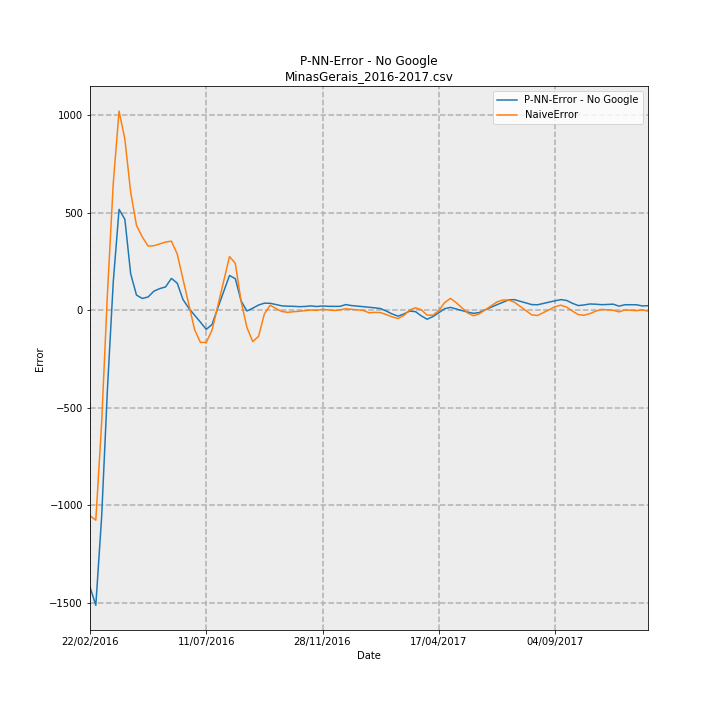 P-NN-Error - No Google
MinasGerais_2016-2017.csv
P-NN-Error - No Google
NaiveError
1000
500
0
−500
−1000
−1500
Error
22/02/2016 11/07/2016 28/11/2016 17/04/2017 04/09/2017
Date